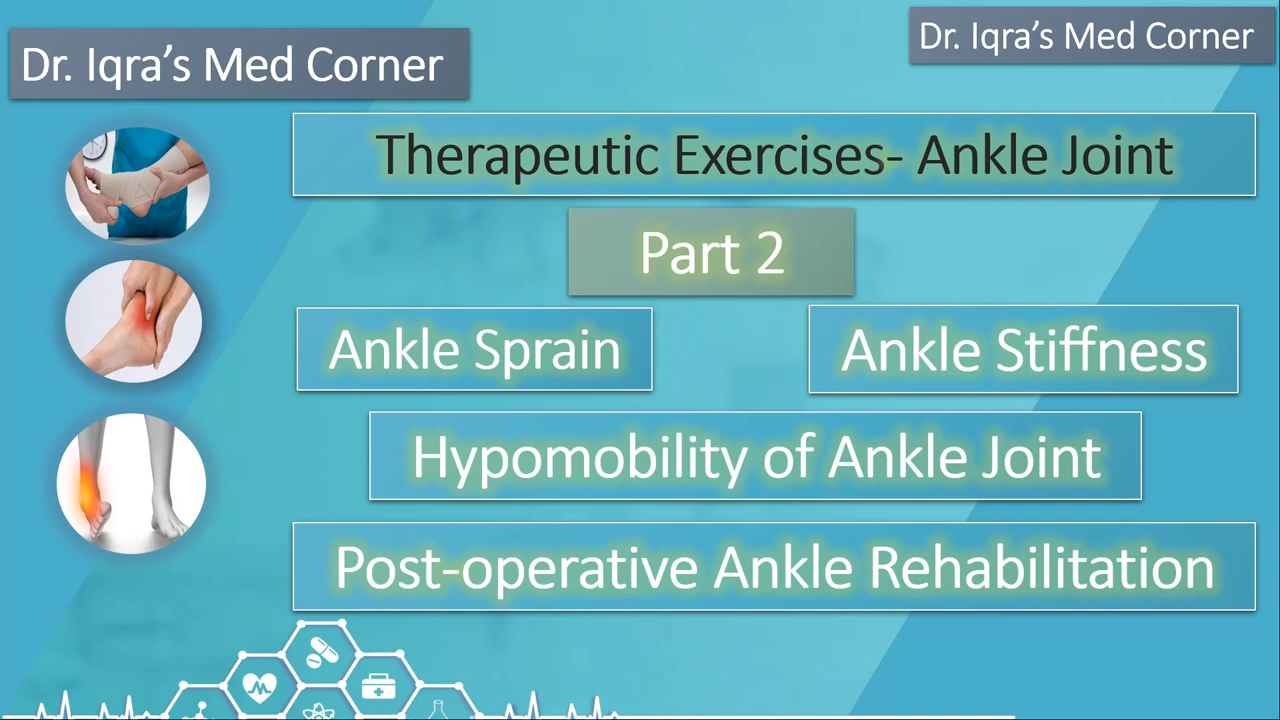 Dr. Iqra's Med Corner
Dr. Iqra's Med Corner
Therapeutic Exercises- Ankle Joint
Part 2
Ankle Sprain
Ankle Stiffness
Hypomobility of Ankle Joint
Post-operative Ankle Rehabilitation